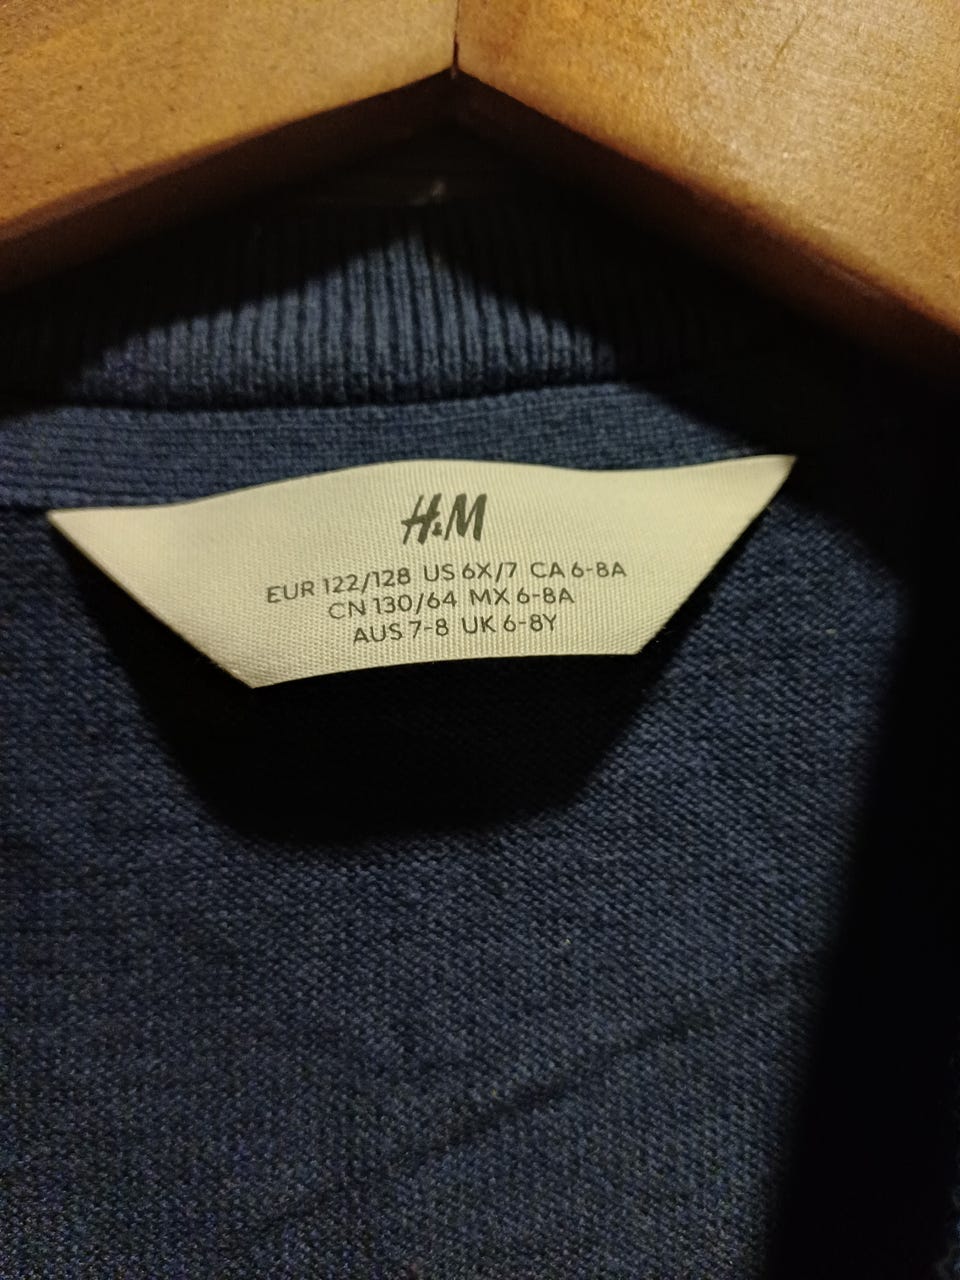 H&M
EUR 122/128 US 6X/7 CA 6-8A
CN 130/64 MX 6-8A
AUS 7-8 UK 6-8Y